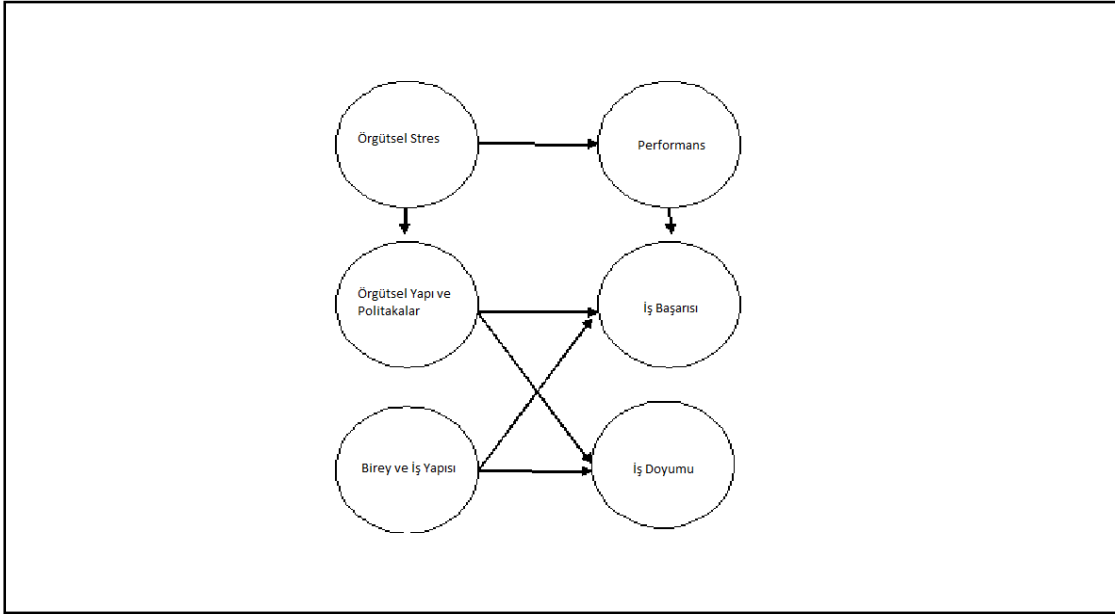 Örgütsel Stres
Performans
Örgütsel Yapı ve
Politakalar
İş Başarısı
Birey ve İş Yapısı
İş Doyumu